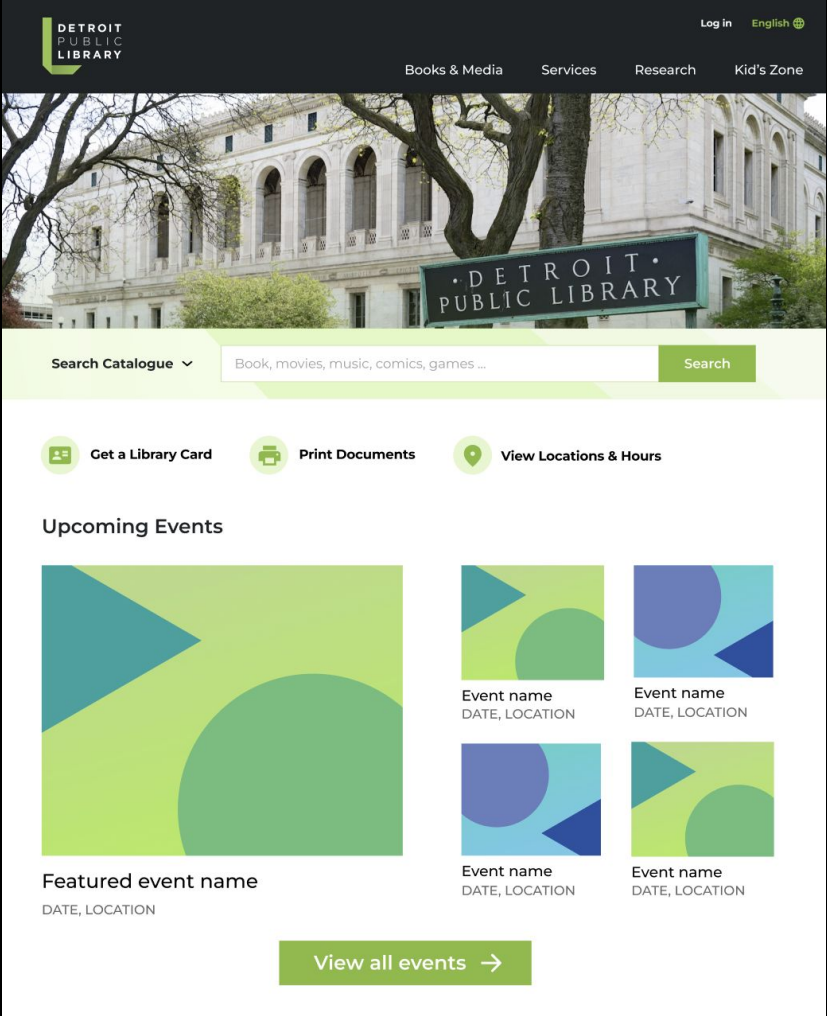 DETROIT
PUBLIC
LIBRARY
Log in English
Books & Media Services Research Kid's Zone
· DETROIT ·
PUBLIC LIBRARY
Search Catalogue Book, movies, music, comics, games ... Search
Get a Library Card Print Documents View Locations & Hours
Upcoming Events
Featured event name
DATE, LOCATION
Event name
DATE, LOCATION
Event name
DATE, LOCATION
Event name
DATE, LOCATION
Event name
DATE, LOCATION
View all events →